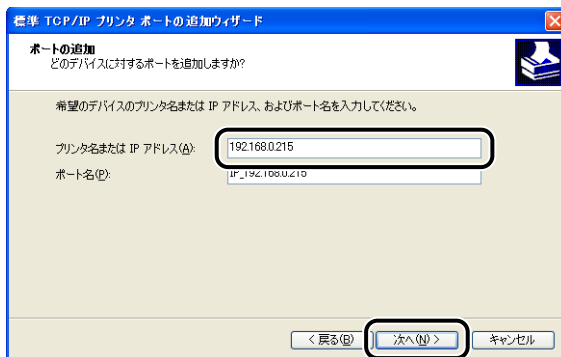 標準 TCP/IP プリンタ ポートの追加ウィザード
ポートの追加
どのデバイスに対するポートを追加しますか?
希望のデバイスのプリンタ名または IP アドレス、およびポート名を入力してください。
プリンタ名または IP アドレス(A): 192.168.0.215
ポート名(P): IP_192.168.0.215
< 戻る(B) 次へ(N) > キャンセル